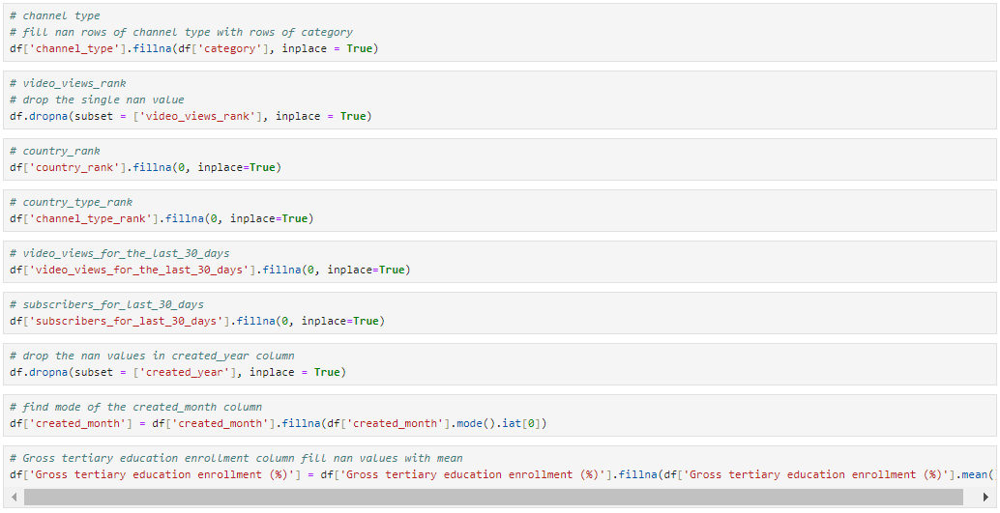 # channel type
# fill nan rows of channel type with rows of category
df['channel_type'].fillna(df['category'], inplace = True)
# video_views_rank
# drop the single nan value
df.dropna(subset = ['video_views_rank'], inplace = True)
# country_rank
df['country_rank'].fillna(0, inplace=True)
# country_type_rank
df['channel_type_rank'].fillna(0, inplace=True)
# video_views_for_the_last_30_days
df['video_views_for_the_last_30_days'].fillna(0, inplace=True)
# subscribers_for_last_30_days
df['subscribers_for_last_30_days'].fillna(0, inplace=True)
# drop the nan values in created_year column
df.dropna(subset = ['created_year'], inplace = True)
# find mode of the created_month column
df['created_month'] = df['created_month'].fillna(df['created_month'].mode().iat[0])
# Gross tertiary education enrollment column fill nan values with mean
df['Gross tertiary education enrollment (%)'] = df['Gross tertiary education enrollment (%)'].fillna(df['Gross tertiary education enrollment (%)'].mean()